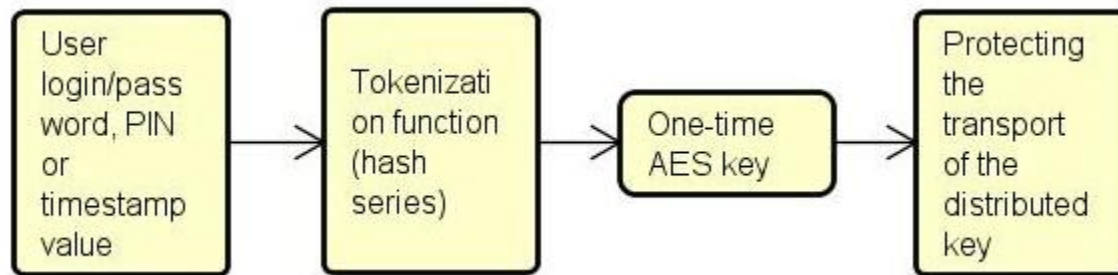 User
login/pass
word, PIN
or
timestamp
value
Tokenizati
on function
(hash
series)
One-time
AES key
Protecting
the
transport
of the
distributed
key